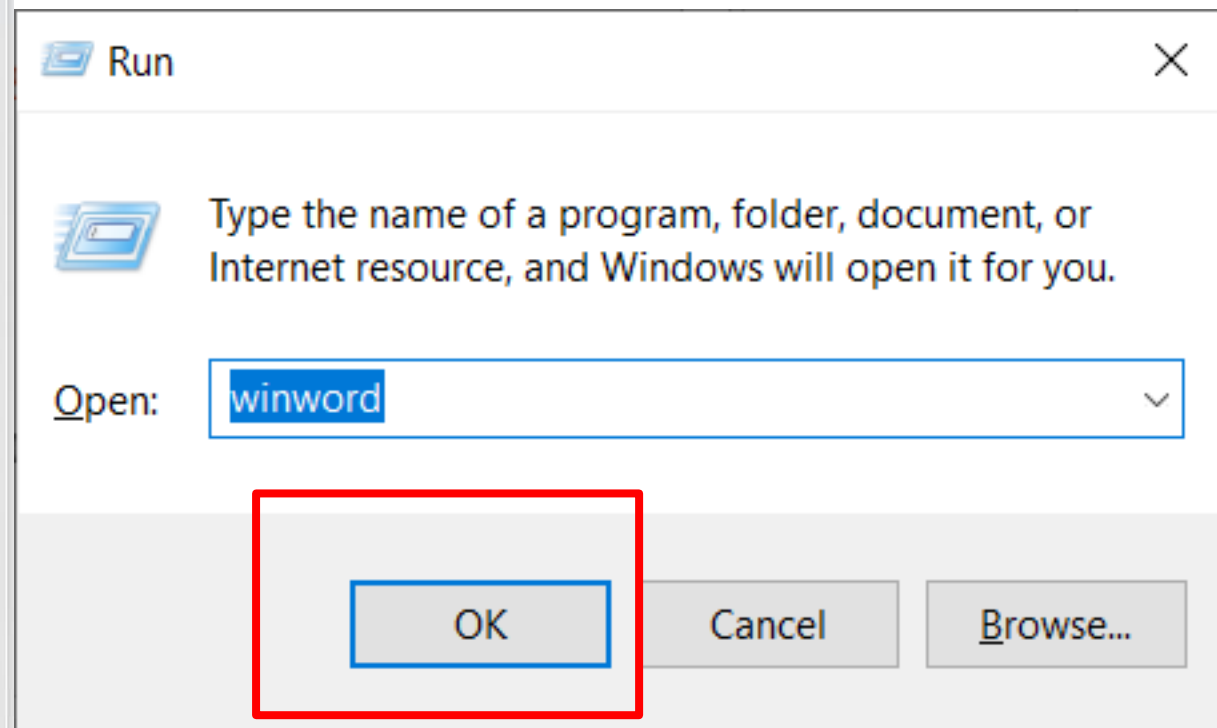 Run
Type the name of a program, folder, document, or
Internet resource, and Windows will open it for you.
Open: winword
OK Cancel Browse...